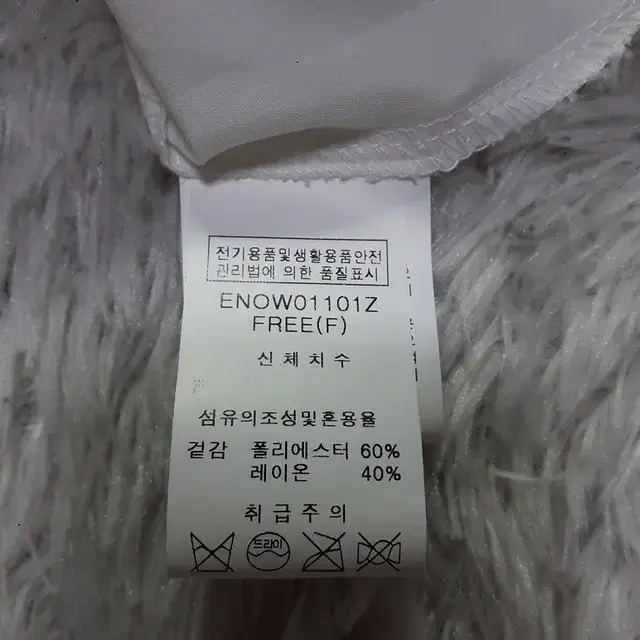 전기용품및생활용품안전
관리법에 의한 품질표시
ENOW01101Z
FREE(F)
신체치수
섬유의조성및혼용율
겉감 폴리에스터 60%
레이온 40%
취급주의
드라이